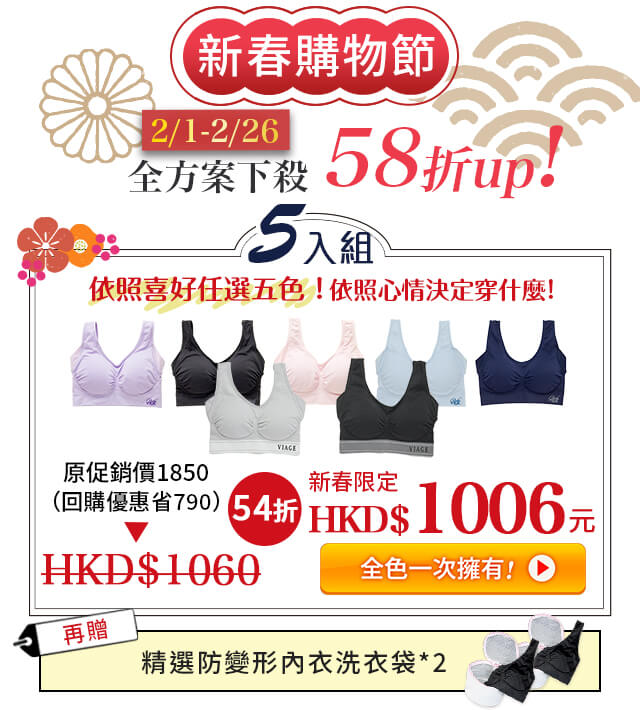 新春購物節
2/1-2/26
全方案下殺 58折up!
5入組
依照喜好任選五色！依照心情決定穿什麼!
VIAGE
VIAGE
原促銷價1850
（回購優惠省790）
HKD$1060
54折
新春限定
HKD$1006元
全色一次擁有!
再贈
精選防變形內衣洗衣袋*2